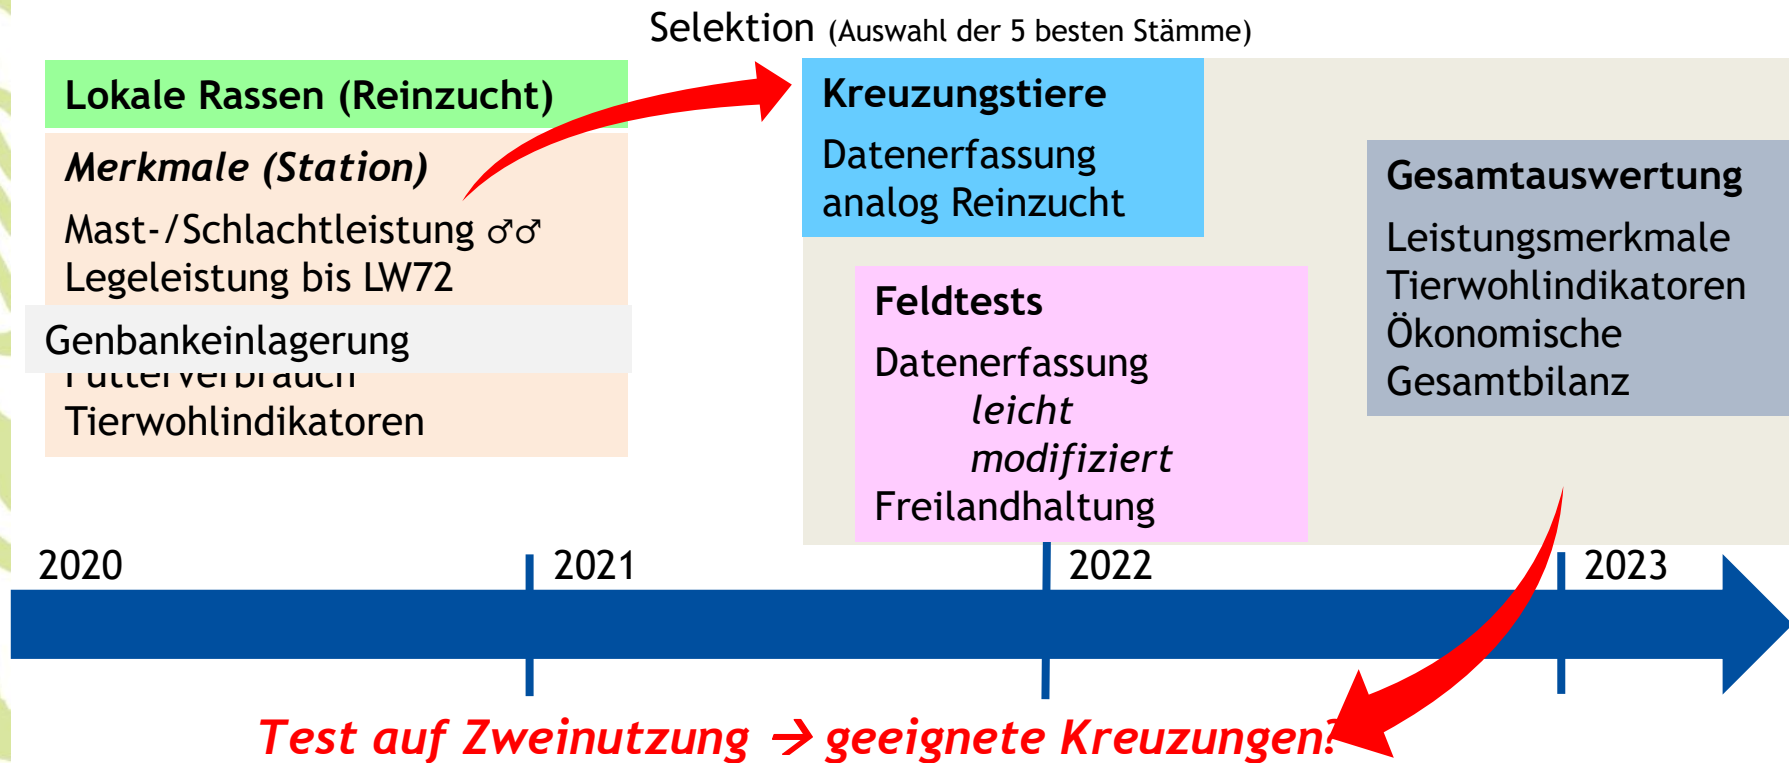 Selektion (Auswahl der 5 besten Stämme)
Lokale Rassen (Reinzucht)
Merkmale (Station)
Mast-/Schlachtleistung ♂♂
Legeleistung bis LW72
Genbankeinlagerung
Futterverbrauch
Tierwohlindikatoren
Kreuzungstiere
Datenerfassung
analog Reinzucht
Feldtests
Datenerfassung
leicht
modifiziert
Freilandhaltung
Gesamtauswertung
Leistungsmerkmale
Tierwohlindikatoren
Ökonomische
Gesamtbilanz
2020
2021
2022
2023
Test auf Zweinutzung → geeignete Kreuzungen?